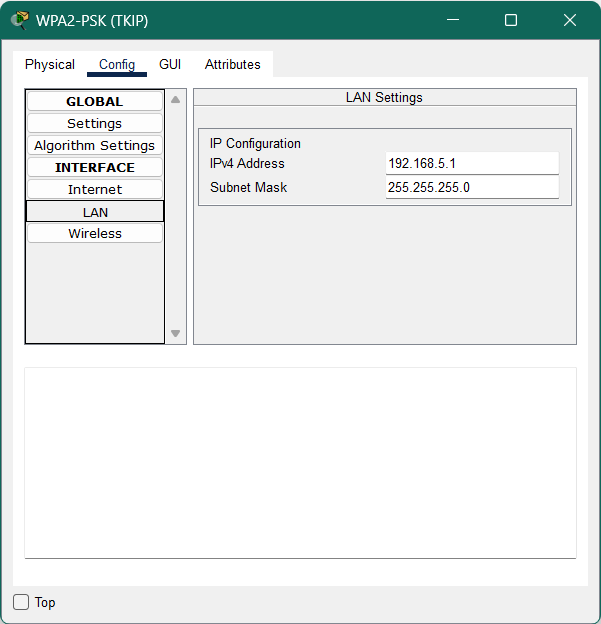 WPA2-PSK (TKIP)
Physical Config GUI Attributes
GLOBAL
Settings
Algorithm Settings
INTERFACE
Internet
LAN
Wireless
LAN Settings
IP Configuration
IPv4 Address 192.168.5.1
Subnet Mask 255.255.255.0
Top